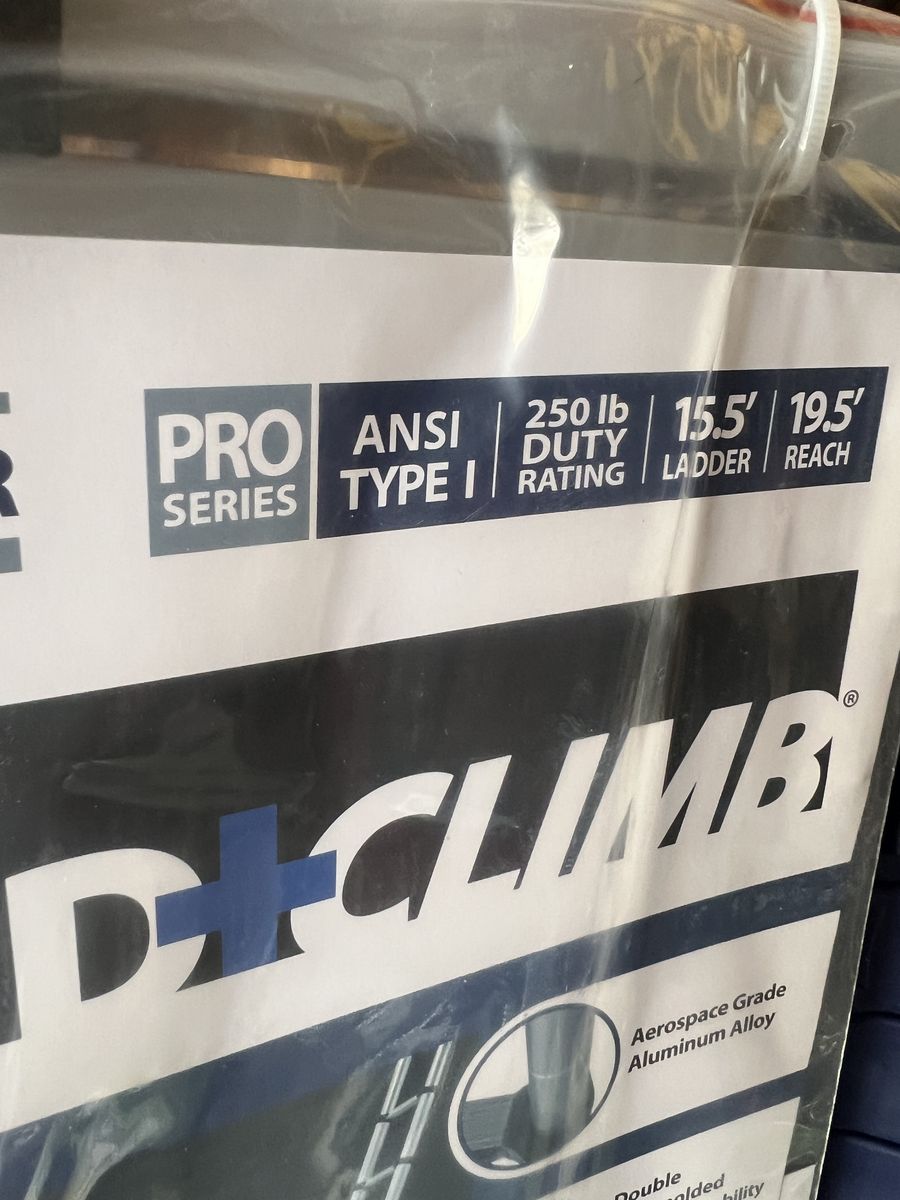 R
PRO
SERIES
ANSI
TYPE I
250 lb
DUTY
RATING
15.5'
LADDER
19.5'
REACH
D+CLIMB®
Aerospace Grade
Aluminum Alloy
Double